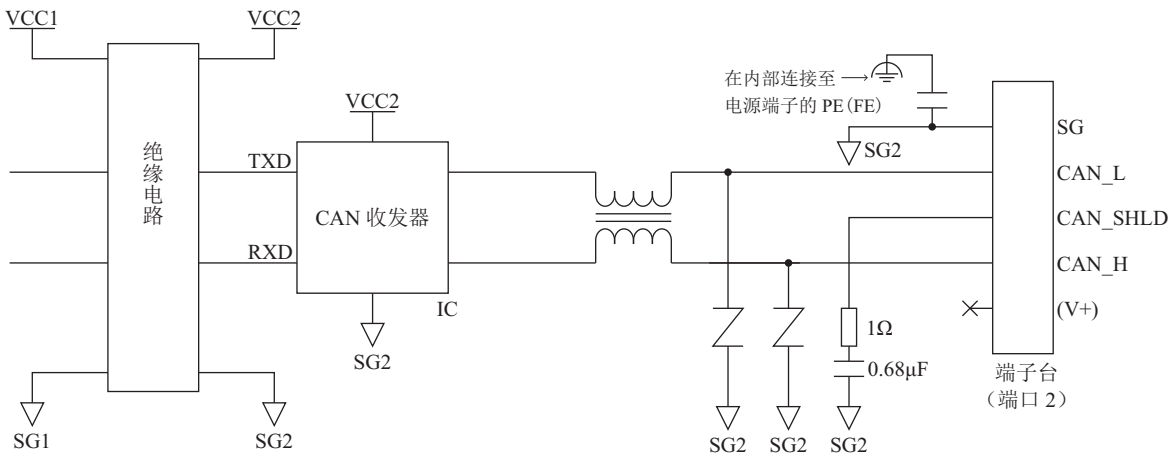 VCC1
VCC2
绝缘电路
TXD
RXD
VCC2
CAN 收发器
IC
SG2
SG1
SG2
在内部连接至
电源端子的 PE (FE)
SG2
SG
CAN_L
CAN_SHLD
CAN_H
(V+)
1Ω
0.68μF
SG2
SG2
SG2
端子台
（端口 2）